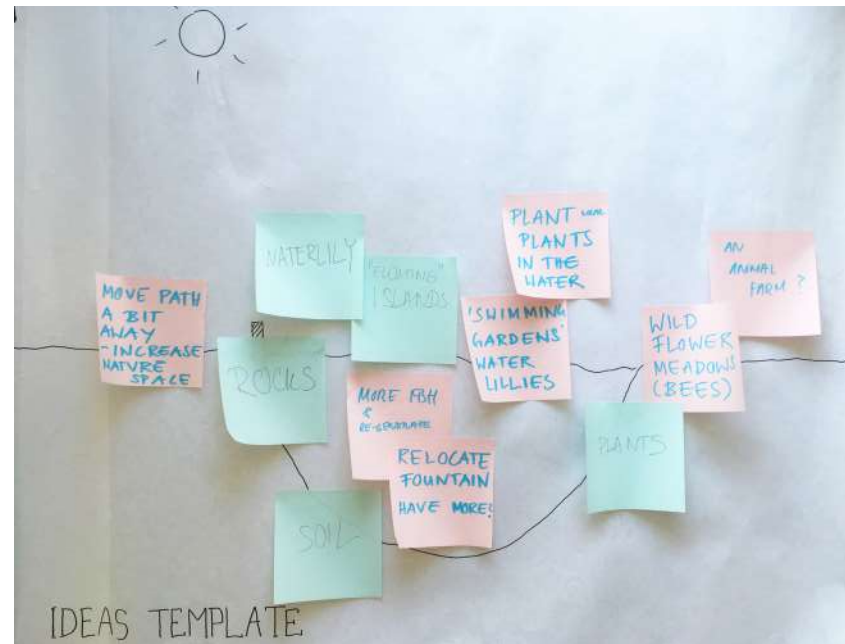 PLANT
PLANTS
IN THE
WATER
WATERLILY
AN
ANIMAL
FARM ?
"FLOATING"
ISLANDS
MOVE PATH
A BIT
AWAY
- INCREASE
NATURE
SPACE
'SWIMMING
GARDENS'
WATER
LILLIES
WILD
FLOWER
MEADOWS
(BEES)
ROCKS
MORE FISH
&
RELOCATE
FOUNTAIN
HAVE MORE?
PLANTS
SOIL
IDEAS TEMPLATE